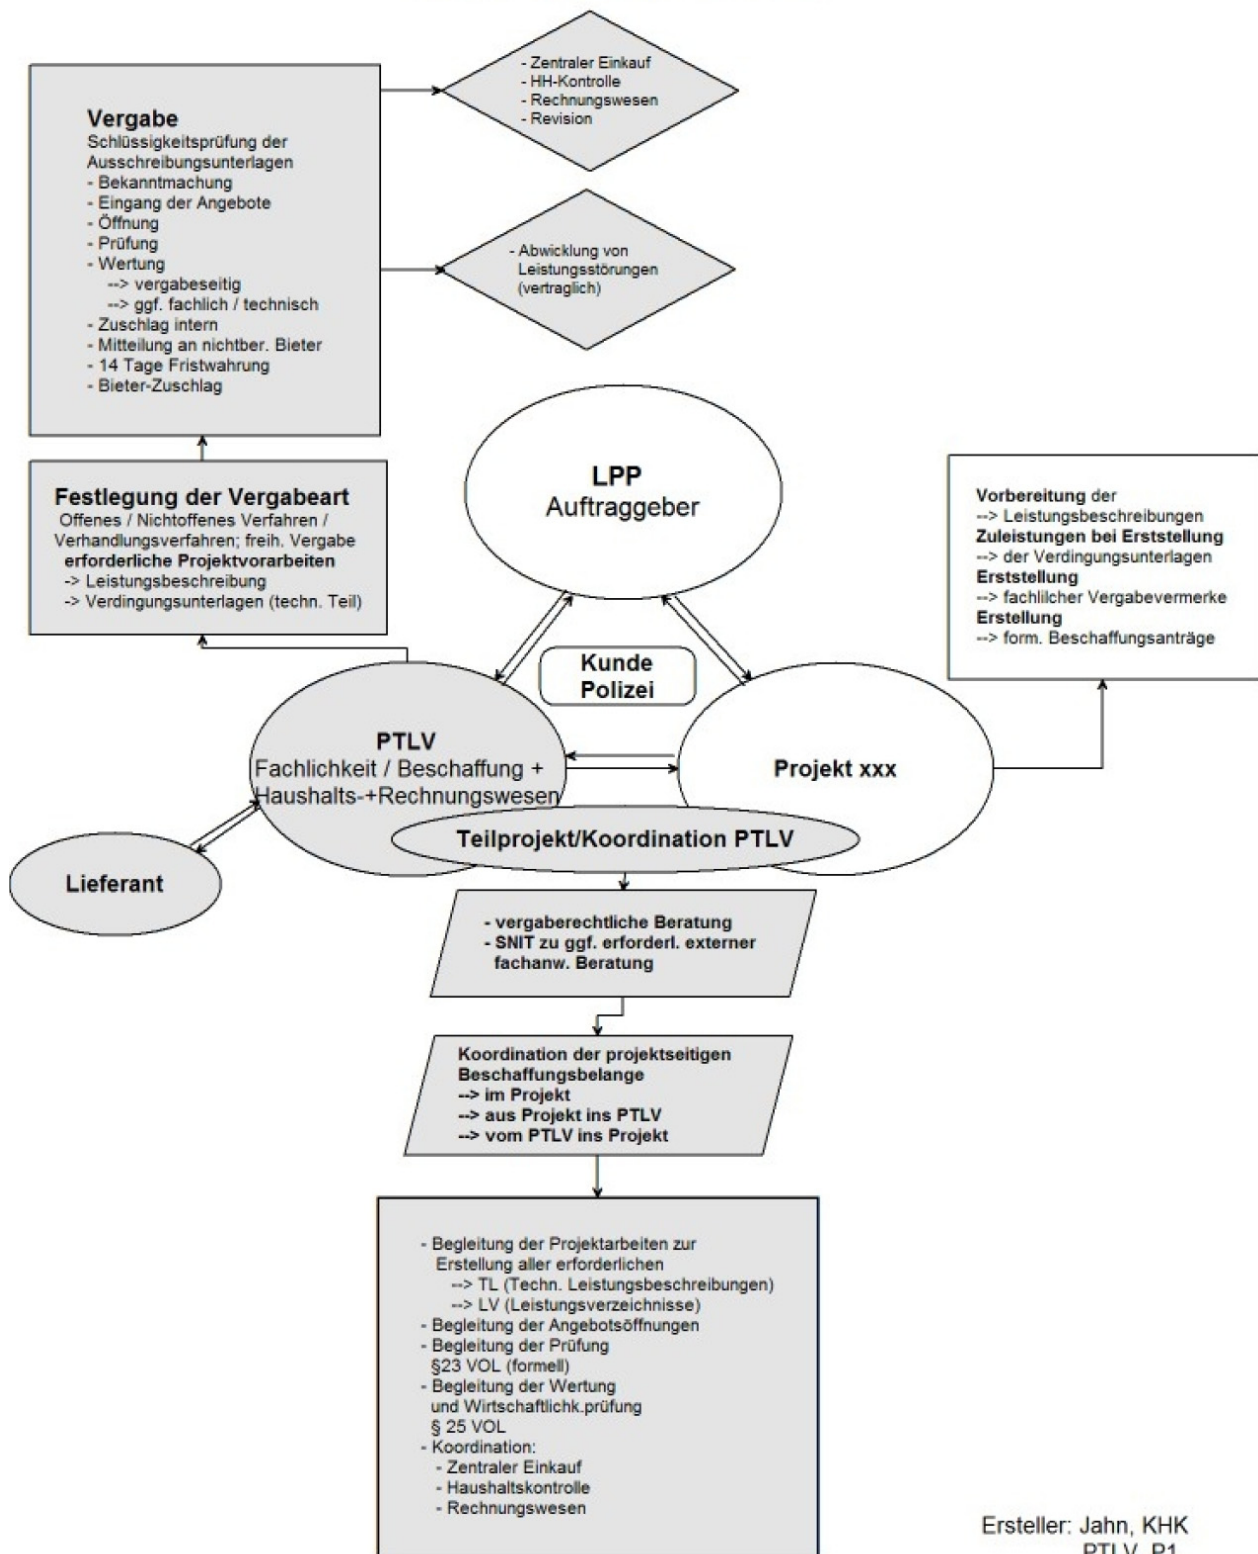 - Zentraler Einkauf
- HH-Kontrolle
- Rechnungswesen
- Revision
Vergabe
Schlüssigkeitsprüfung der
Ausschreibungsunterlagen
- Bekanntmachung
- Eingang der Angebote
- Öffnung
- Prüfung
- Wertung
--> vergabeseitig
--> ggf. fachlich / technisch
- Zuschlag intern
- Mitteilung an nichtber. Bieter
- 14 Tage Fristwahrung
- Bieter-Zuschlag
- Abwicklung von
Leistungsstörungen
(vertraglich)
LPP
Auftraggeber
Festlegung der Vergabeart
Offenes / Nichtoffenes Verfahren /
Verhandlungsverfahren; freih. Vergabe
erforderliche Projektvorarbeiten
-> Leistungsbeschreibung
-> Verdingungsunterlagen (techn. Teil)
Vorbereitung der
--> Leistungsbeschreibungen
Zuleistungen bei Erststellung
--> der Verdingungsunterlagen
Erststellung
--> fachlilcher Vergabevermerke
Erstellung
--> form. Beschaffungsanträge
Kunde
Polizei
PTLV
Fachlichkeit / Beschaffung +
Haushalts-+Rechnungswesen
Projekt xxx
Teilprojekt/Koordination PTLV
Lieferant
- vergaberechtliche Beratung
- SNIT zu ggf. erforderl. externer
fachanw. Beratung
Koordination der projektseitigen
Beschaffungsbelange
--> im Projekt
--> aus Projekt ins PTLV
--> vom PTLV ins Projekt
- Begleitung der Projektarbeiten zur
Erstellung aller erforderlichen
--> TL (Techn. Leistungsbeschreibungen)
--> LV (Leistungsverzeichnisse)
- Begleitung der Angebotsöffnungen
- Begleitung der Prüfung
§23 VOL (formell)
- Begleitung der Wertung
und Wirtschaftlichk.prüfung
§ 25 VOL
- Koordination:
- Zentraler Einkauf
- Haushaltskontrolle
- Rechnungswesen
Ersteller: Jahn, KHK
PTLV, P1